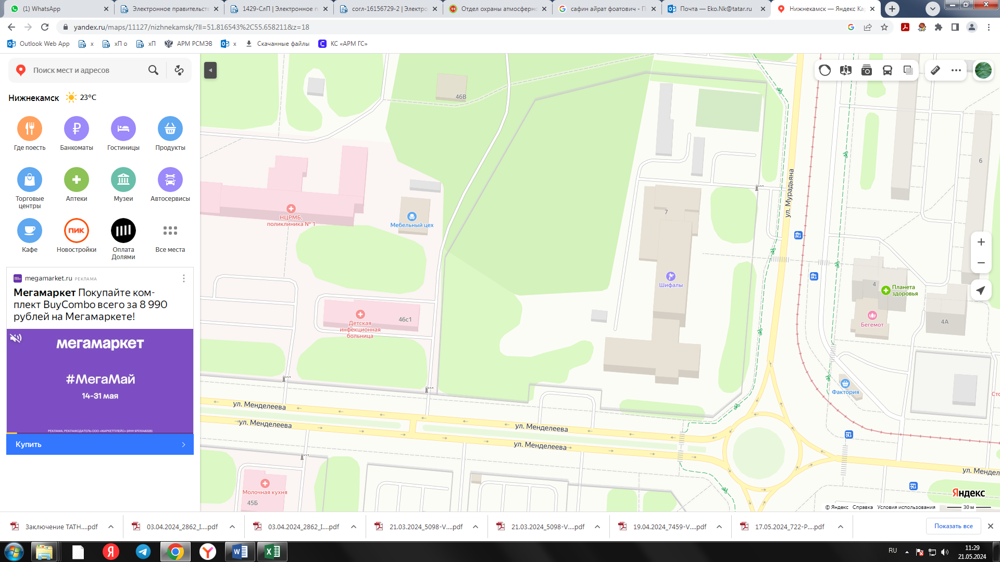 (1) WhatsApp
Электронное правительств
1429-СлП | Электронное п
согл-16156729-2 | Электро
Отдел охраны атмосферно
сафин айрат фоатович - П
Почта — Eko.Nk@tatar.ru
Нижнекамск — Яндекс Ка
yandex.ru/maps/11127/nizhnekamsk/?ll=51.816543%2C55.658211&z=18
Outlook Web App
х
хП о
хП
АРМ РСМЭВ
х
Скачанные файлы
КС «АРМ ГС»
Поиск мест и адресов
Нижнекамск
23°C
Где поесть
Банкоматы
Гостиницы
Продукты
Торговые
центры
Аптеки
Музеи
Автосервисы
ПИК
Кафе
Новостройки
Оплата
Долями
Все места
megamarket.ru РЕКЛАМА
Мегамаркет Покупайте ком-
плект BuyCombo всего за 8 990
рублей на Мегамаркете!
мегамаркет
#МегаМай
14-31 мая
РЕКЛАМА, РЕКЛАМОДАТЕЛЬ ООО «МАРКЕТПЛЕЙС» (ИНН 9701048328)
Купить
46В
НЦРМБ,
поликлиника № 1
Мебельный цех
7
6
ул. Мурадьяна
Шифалы
4
Планета
здоровья
Бегемот
4А
Детская
инфекционная
больница
46с1
Фактория
Сто
ул. Менделеева
ул. Менделеева
ул. Менделеева
ул. Менделеева
ул. Мендел
Молочная кухня
45Б
Яндекс
© Яндекс Справка Условия использования
30 м
Заключение ТАТН....pdf
03.04.2024_2862_I....pdf
03.04.2024_2862_I....pdf
21.03.2024_5098-V....pdf
21.03.2024_5098-V....pdf
19.04.2024_7459-V....pdf
17.05.2024_722-P....pdf
Показать все
RU
11:29
21.05.2024